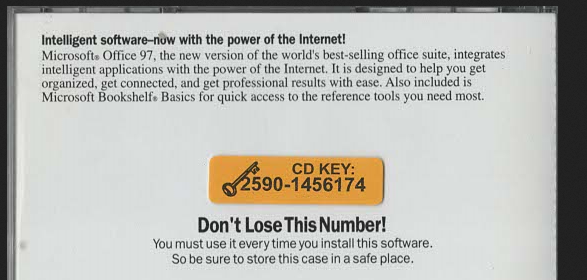 Intelligent software–now with the power of the Internet!
Microsoft® Office 97, the new version of the world's best-selling office suite, integrates
intelligent applications with the power of the Internet. It is designed to help you get
organized, get connected, and get professional results with ease. Also included is
Microsoft Bookshelf® Basics for quick access to the reference tools you need most.
CD KEY:
2590-1456174
Don't Lose This Number!
You must use it every time you install this software.
So be sure to store this case in a safe place.